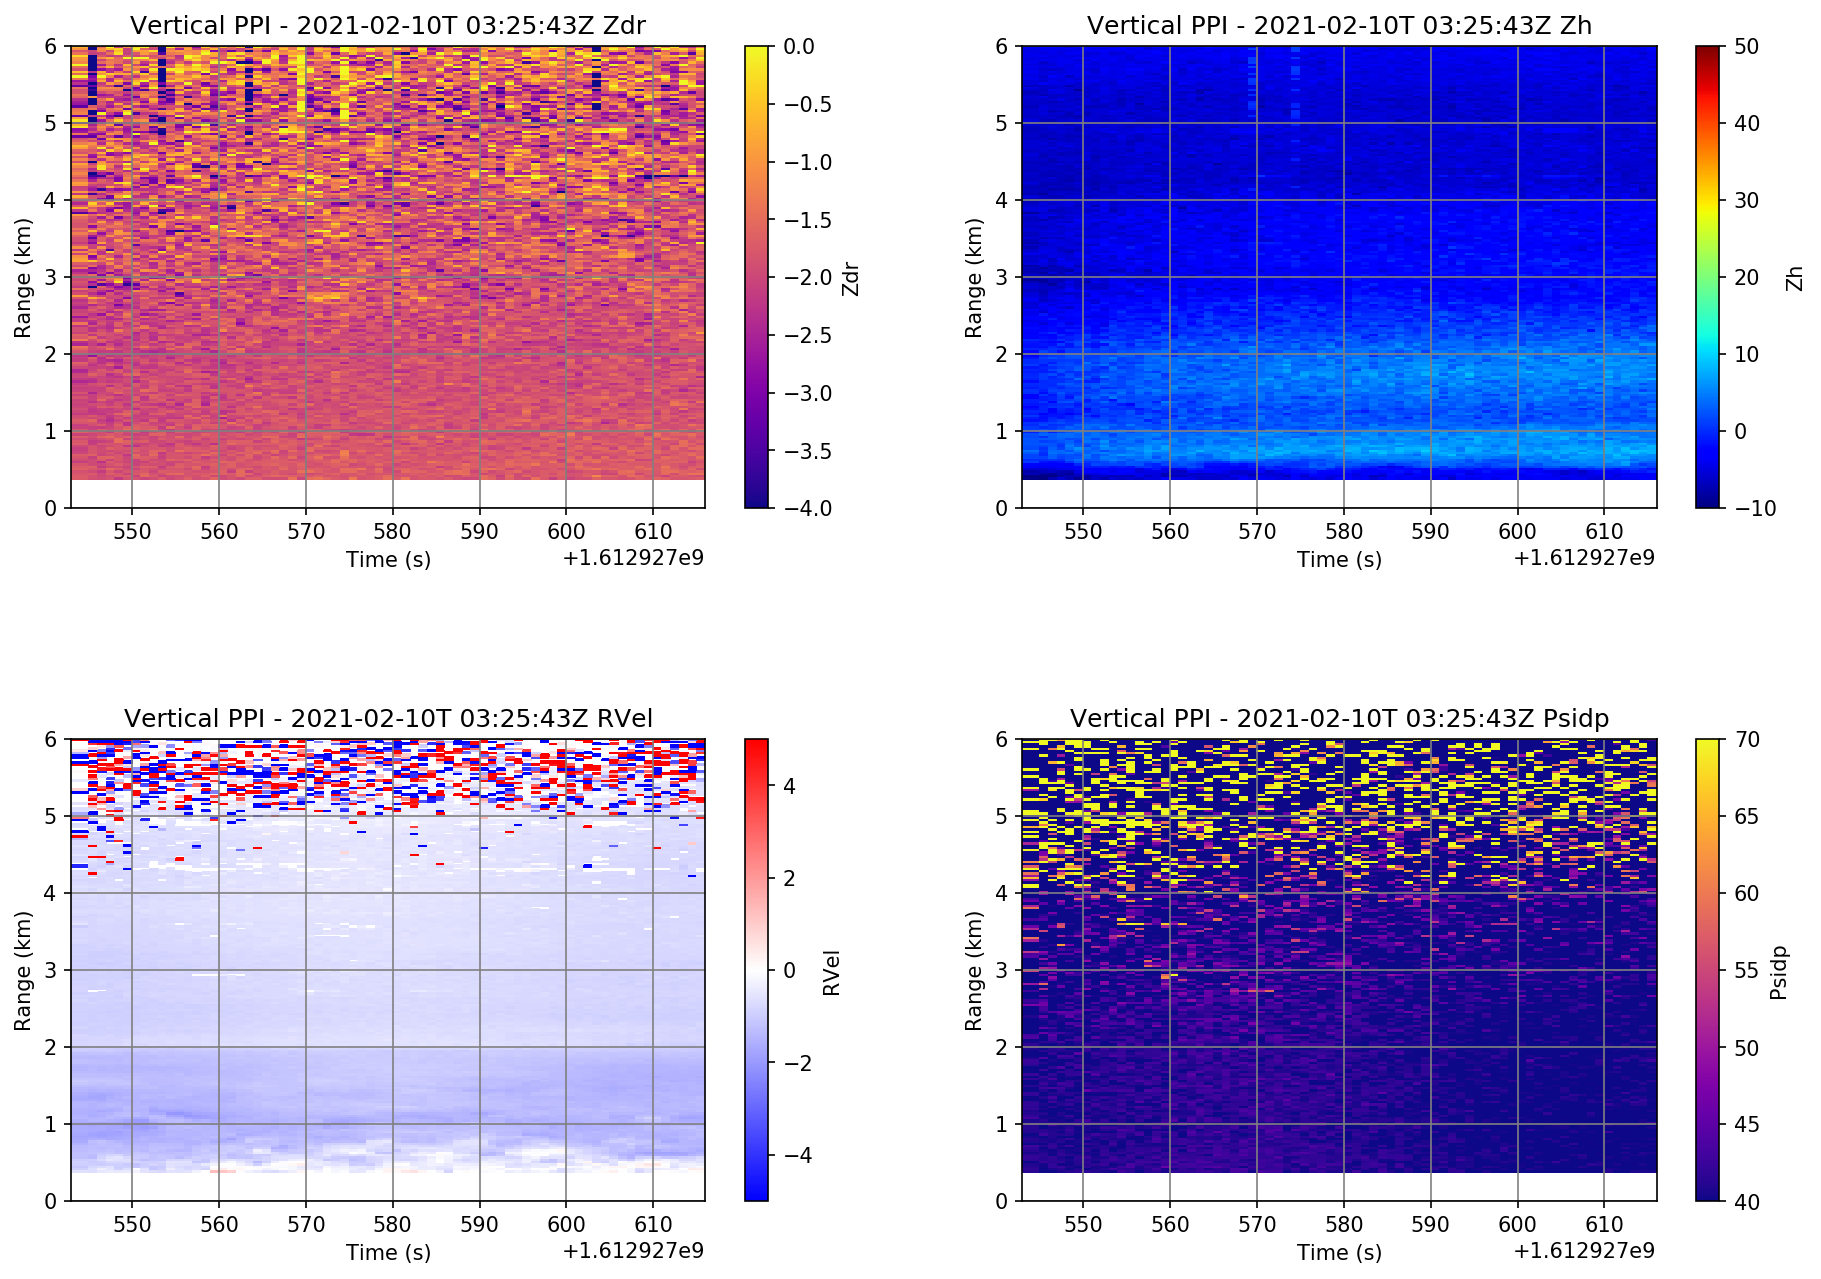 Vertical PPI - 2021-02-10T 03:25:43Z Zdr
6
5
4
3
2
1
0
Range (km)
550 560 570 580 590 600 610
Time (s)
+1.612927e9
0.0
−0.5
−1.0
−1.5
−2.0
−2.5
−3.0
−3.5
−4.0
Zdr
Vertical PPI - 2021-02-10T 03:25:43Z Zh
6
5
4
3
2
1
0
Range (km)
550 560 570 580 590 600 610
Time (s)
+1.612927e9
50
40
30
20
10
0
−10
Zh
Vertical PPI - 2021-02-10T 03:25:43Z RVel
6
5
4
3
2
1
0
Range (km)
550 560 570 580 590 600 610
Time (s)
+1.612927e9
4
2
0
−2
−4
RVel
Vertical PPI - 2021-02-10T 03:25:43Z Psidp
6
5
4
3
2
1
0
Range (km)
550 560 570 580 590 600 610
Time (s)
+1.612927e9
70
65
60
55
50
45
40
Psidp